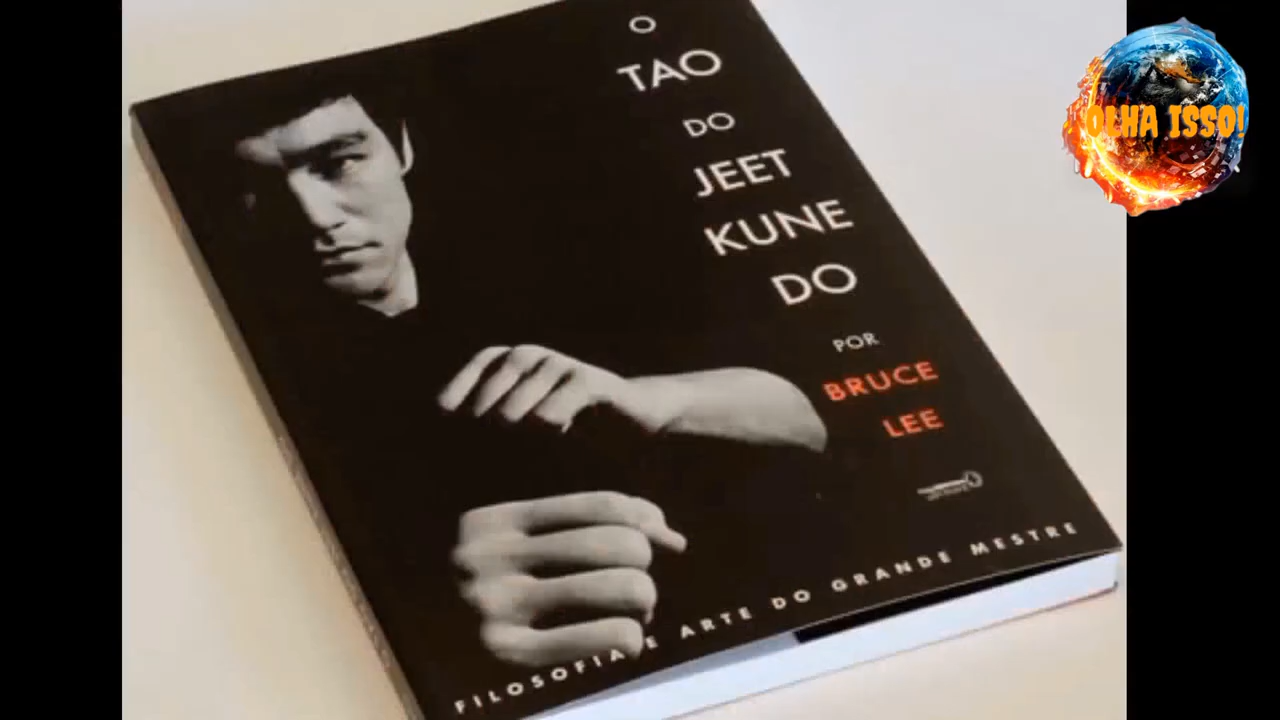 O
TAO
DO
JEET
KUNE
DO
POR
BRUCE
LEE
FILOSOFIA E ARTE DO GRANDE MESTRE
OLHA ISSO!